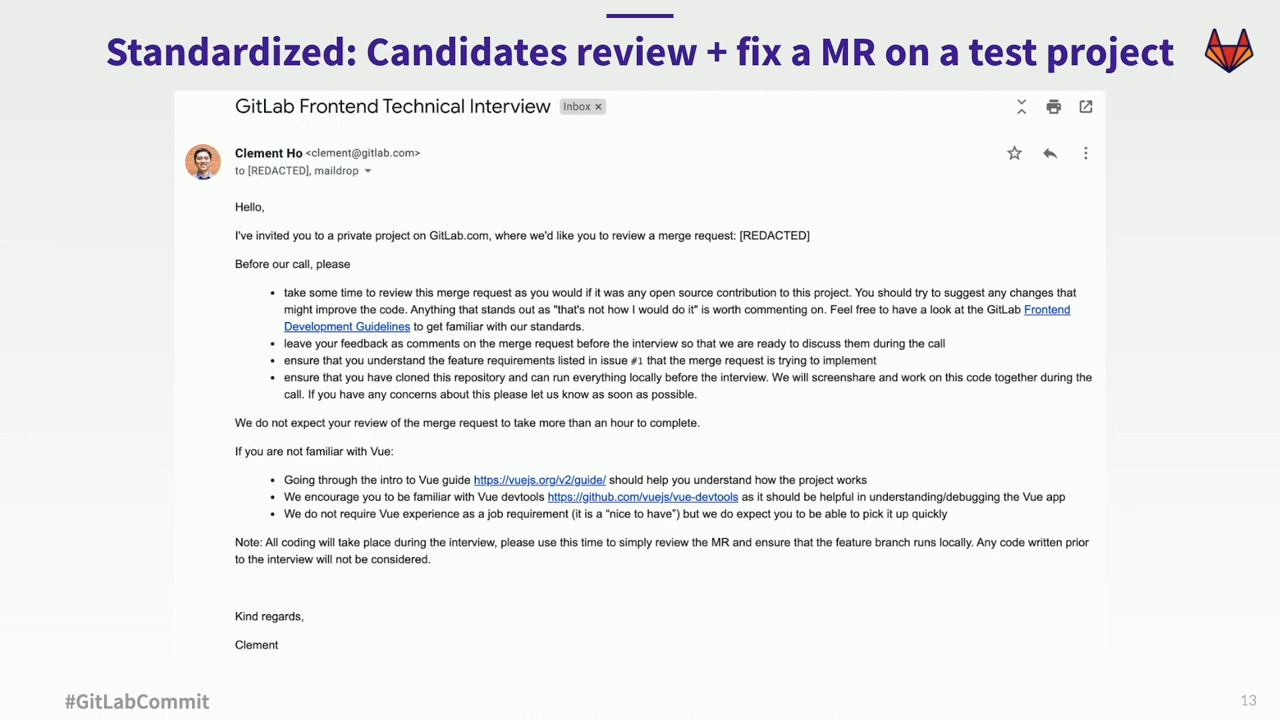 Standardized: Candidates review + fix a MR on a test project
GitLab Frontend Technical Interview
Inbox ×
Clement Ho <clement@gitlab.com>
to [REDACTED], maildrop
Hello,
I've invited you to a private project on GitLab.com, where we'd like you to review a merge request: [REDACTED]
Before our call, please
• take some time to review this merge request as you would if it was any open source contribution to this project. You should try to suggest any changes that
might improve the code. Anything that stands out as "that's not how I would do it" is worth commenting on. Feel free to have a look at the GitLab Frontend
Development Guidelines to get familiar with our standards.
• leave your feedback as comments on the merge request before the interview so that we are ready to discuss them during the call
• ensure that you understand the feature requirements listed in issue #1 that the merge request is trying to implement
• ensure that you have cloned this repository and can run everything locally before the interview. We will screenshare and work on this code together during the
call. If you have any concerns about this please let us know as soon as possible.
We do not expect your review of the merge request to take more than an hour to complete.
If you are not familiar with Vue:
• Going through the intro to Vue guide https://vuejs.org/v2/guide/ should help you understand how the project works
• We encourage you to be familiar with Vue devtools https://github.com/vuejs/vue-devtools as it should be helpful in understanding/debugging the Vue app
• We do not require Vue experience as a job requirement (it is a “nice to have”) but we do expect you to be able to pick it up quickly
Note: All coding will take place during the interview, please use this time to simply review the MR and ensure that the feature branch runs locally. Any code written prior
to the interview will not be considered.
Kind regards,
Clement
#GitLabCommit
13